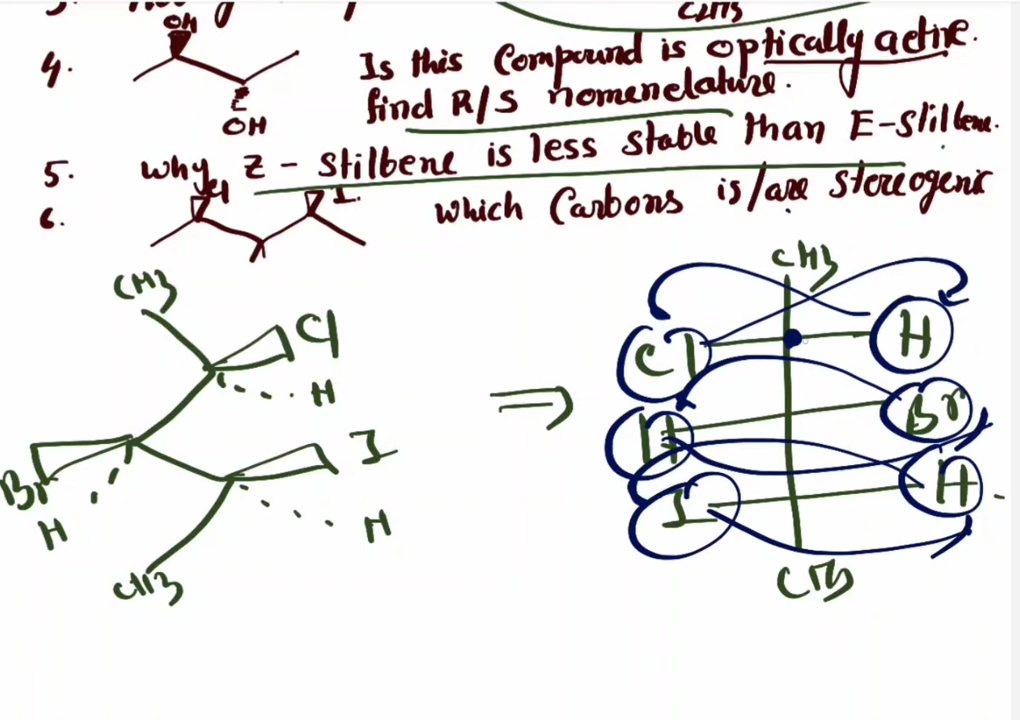 C2H5
OH
4. Is this Compound is optically active.
find R/S nomenclature.
OH
5. why Z - stilbene is less stable than E-stilbene.
6. Cl I. which Carbons is/are stereogenic
CH3 CH3
Cl Cl H
H
H Br
I
Br I H
H H
CH3 CH3